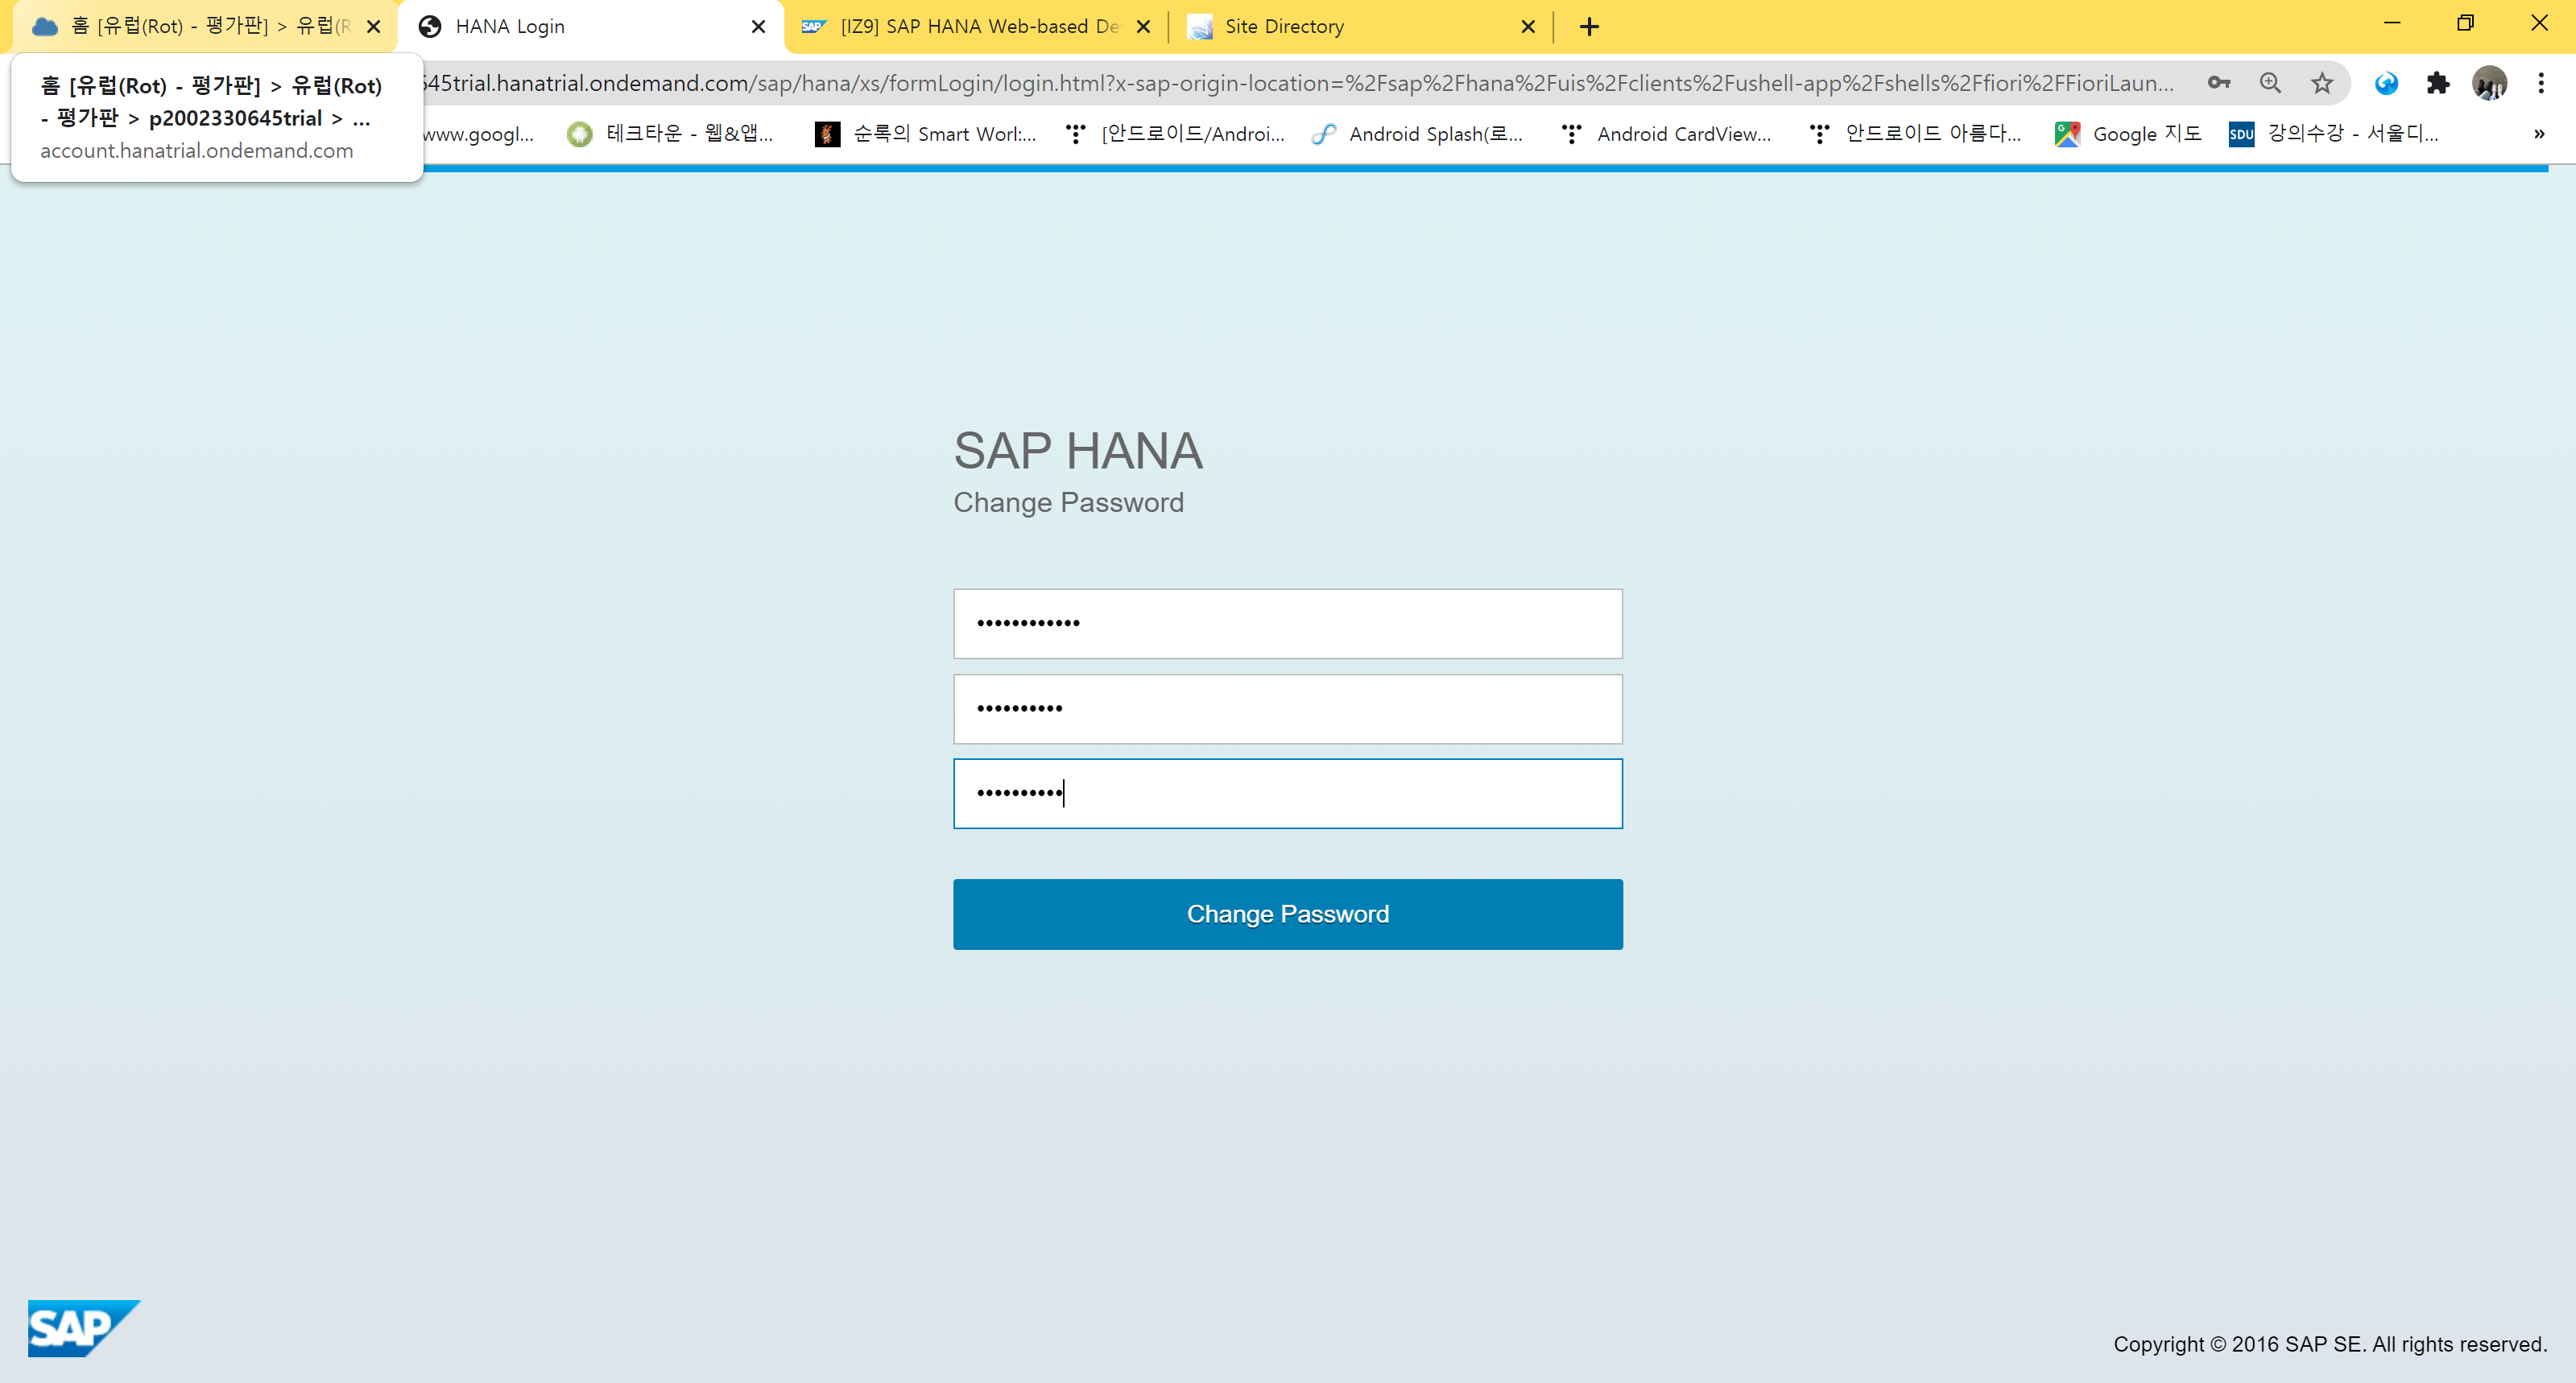 홈 [유럽(Rot) - 평가판] > 유럽(R
HANA Login
[IZ9] SAP HANA Web-based De
Site Directory
홈 [유럽(Rot) - 평가판] > 유럽(Rot)
- 평가판 > p2002330645trial > ...
account.hanatrial.ondemand.com
645trial.hanatrial.ondemand.com/sap/hana/xs/formLogin/login.html?x-sap-origin-location=%2Fsap%2Fhana%2Fuis%2Fclients%2Fushell-app%2Fshells%2Ffiori%2FFioriLaun...
www.googl...
테크타운 - 웹&앱...
순록의 Smart Worl:...
[안드로이드/Androi...
Android Splash(로...
Android CardView...
안드로이드 아름다...
Google 지도
SDU
강의수강 - 서울디...
»
SAP HANA
Change Password
••••••••••••
••••••••••
••••••••••
Change Password
SAP
Copyright © 2016 SAP SE. All rights reserved.